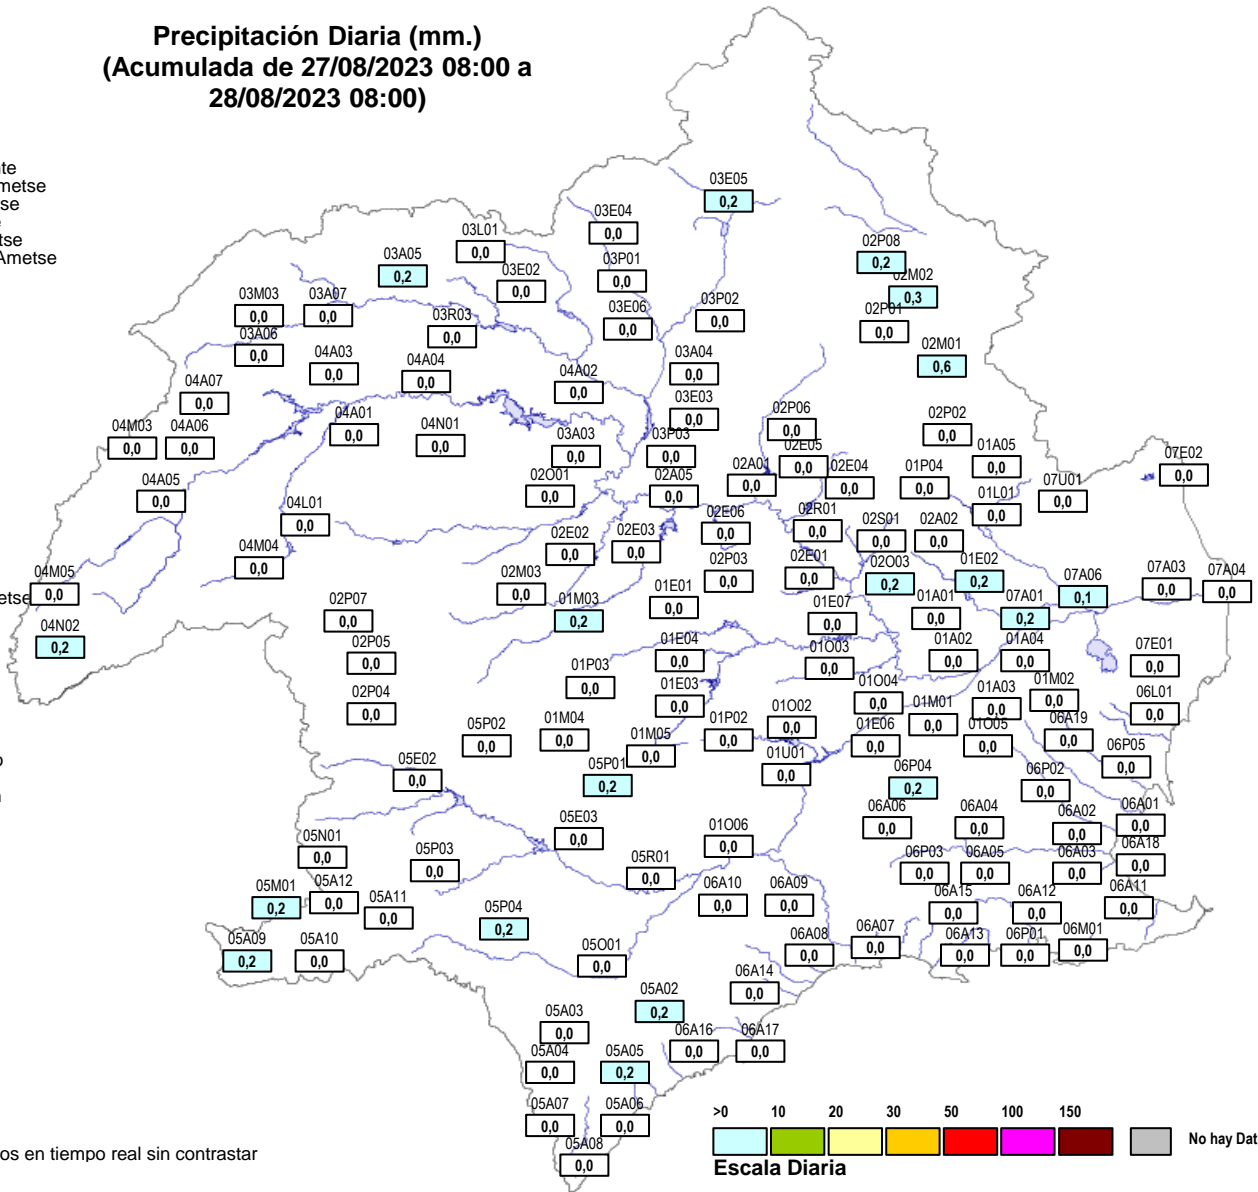 Precipitación Diaria (mm.)
(Acumulada de 27/08/2023 08:00 a
28/08/2023 08:00)
03E05
0,2
03E04
0,0
03L01
0,0
03A05
0,2
03E02
0,0
03P01
0,0
02P08
0,2
02M02
0,3
03M03
0,0
03A07
0,0
03R03
0,0
03E06
0,0
03P02
0,0
02P01
0,0
03A06
0,0
04A03
0,0
04A04
0,0
04A02
0,0
03A04
0,0
02M01
0,6
04A07
0,0
04A01
0,0
04N01
0,0
03E03
0,0
02P06
0,0
02P02
0,0
04M03
0,0
04A06
0,0
03A03
0,0
03P03
0,0
02E05
0,0
01A05
0,0
07E02
0,0
04A05
0,0
02O01
0,0
02A05
0,0
02A01
0,0
02E04
0,0
01P04
0,0
01L01
0,0
07U01
0,0
04L01
0,0
02E06
0,0
02R01
0,0
02S01
0,0
02A02
0,0
04M04
0,0
02E02
0,0
02E03
0,0
02P03
0,0
02E01
0,0
02O03
0,2
01E02
0,2
07A06
0,1
07A03
0,0
07A04
0,0
04M05
0,0
02M03
0,0
01M03
0,2
01E01
0,0
01E07
0,0
01A01
0,0
07A01
0,2
04N02
0,2
02P07
0,0
02P05
0,0
01E04
0,0
01O03
0,0
01A02
0,0
01A04
0,0
07E01
0,0
02P04
0,0
01P03
0,0
01E03
0,0
01O04
0,0
01A03
0,0
01M02
0,0
06L01
0,0
05P02
0,0
01M04
0,0
01M05
0,0
01P02
0,0
01O02
0,0
01E06
0,0
01M01
0,0
01O05
0,0
06A19
0,0
06P05
0,0
05E02
0,0
05P01
0,2
01U01
0,0
06P04
0,2
06P02
0,0
05E03
0,0
01O06
0,0
06A06
0,0
06A04
0,0
06A02
0,0
06A01
0,0
05N01
0,0
05P03
0,0
05R01
0,0
06P03
0,0
06A05
0,0
06A03
0,0
06A18
0,0
05M01
0,2
05A12
0,0
05A11
0,0
05P04
0,2
06A10
0,0
06A09
0,0
06A15
0,0
06A12
0,0
06A11
0,0
05A09
0,2
05A10
0,0
05O01
0,0
06A08
0,0
06A07
0,0
06A13
0,0
06P01
0,0
06M01
0,0
05A02
0,2
06A14
0,0
05A03
0,0
06A16
0,0
06A17
0,0
05A04
0,0
05A05
0,2
05A07
0,0
05A06
0,0
05A08
0,0
os en tiempo real sin contrastar
>0 10 20 30 50 100 150
No hay Dat
Escala Diaria